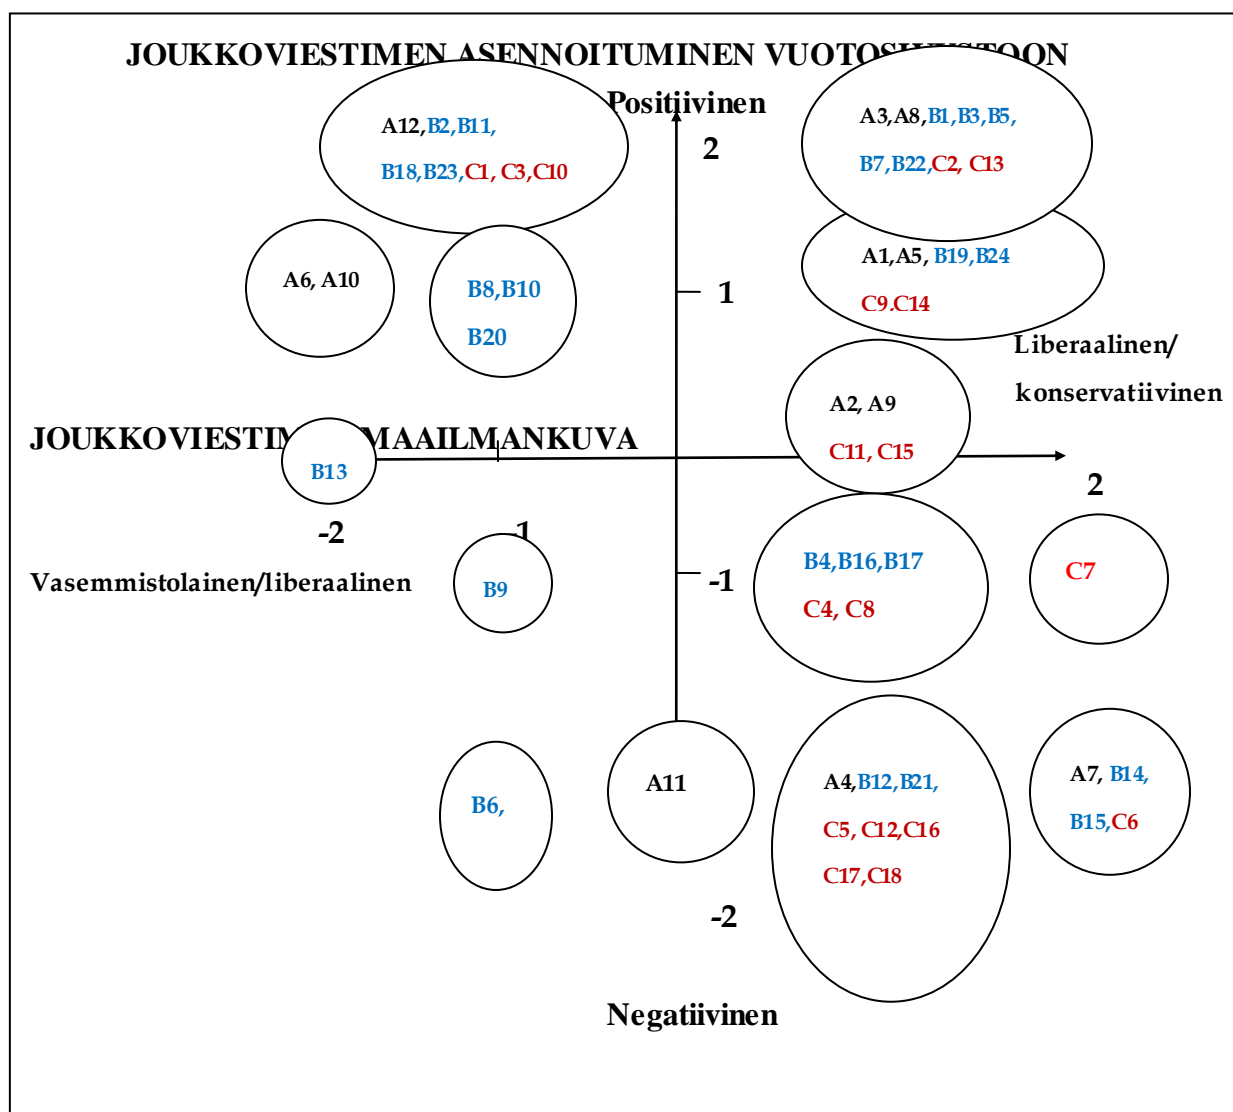 JOUKKOVIESTIMEN ASENNOITUMINEN VUOTOSIVUSTOON
Positiivinen
A12,B2,B11,
B18,B23,C1, C3,C10
2
A3,A8,B1,B3,B5,
B7,B22,C2, C13
A6, A10
B8,B10
B20
1
A1,A5, B19,B24
C9,C14
Liberaalinen/
konservatiivinen
A2, A9
C11, C15
JOUKKOVIESTIMEN MAAILMANKUVA
B13
-2
-1
2
Vasemmistolainen/liberaalinen
B9
-1
B4,B16,B17
C4, C8
C7
B6,
A11
A4,B12,B21,
C5, C12,C16
C17,C18
A7, B14,
B15,C6
-2
Negatiivinen